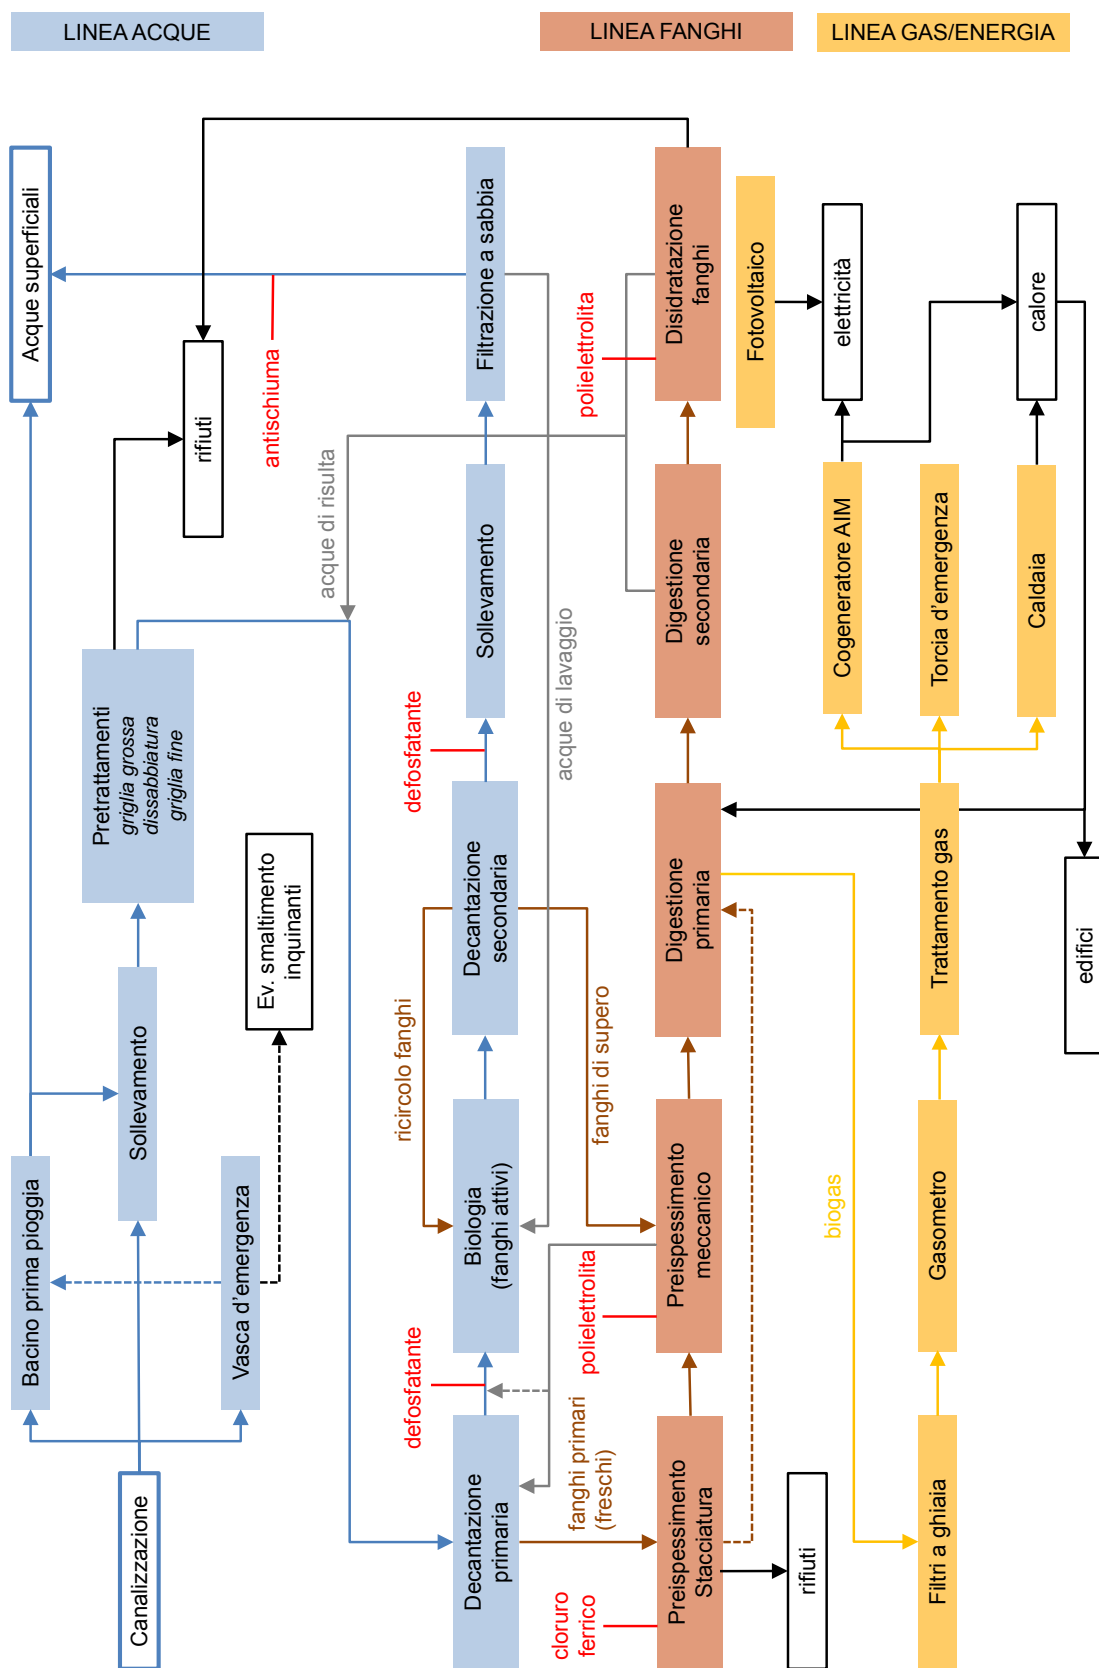 LINEA ACQUE
LINEA FANGHI
LINEA GAS/ENERGIA
Canalizzazione
Bacino prima pioggia
Vasca d'emergenza
Sollevamento
Ev. smaltimento
inquinanti
Pretrattamenti
griglia grossa
dissabbiatura
griglia fine
rifiuti
Acque superficiali
antischiuma
acque di risulta
Decantazione
primaria
defosfatante
Biologia
(fanghi attivi)
ricircolo fanghi
Decantazione
secondaria
defosfatante
Sollevamento
Filtrazione a sabbia
acque di lavaggio
fanghi primari
(freschi)
fanghi di supero
cloruro
ferrico
Preispessimento
Stacciatura
rifiuti
polielettrolita
Preispessimento
meccanico
Digestione
primaria
Digestione
secondaria
polielettrolita
Disidratazione
fanghi
biogas
Filtri a ghiaia
Gasometro
Trattamento gas
Cogeneratore AIM
Torcia d'emergenza
Caldaia
Fotovoltaico
elettricità
calore
edifici